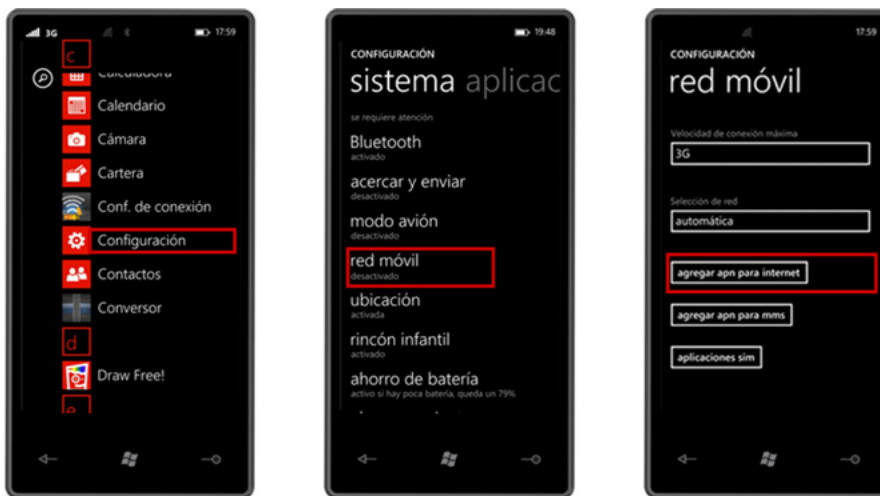 3G
17:59
c
Calculadora
Calendario
Cámara
Cartera
Conf. de conexión
Configuración
Contactos
Conversor
d
Draw Free!
e
19:48
CONFIGURACIÓN
sistema aplicac
se requiere atención
Bluetooth
activado
acercar y enviar
desactivado
modo avión
desactivado
red móvil
desactivado
ubicación
activada
rincón infantil
activado
ahorro de batería
activo si hay poca batería, queda un 79%
17:59
CONFIGURACIÓN
red móvil
Velocidad de conexión máxima
3G
Selección de red
automática
agregar apn para internet
agregar apn para mms
aplicaciones sim